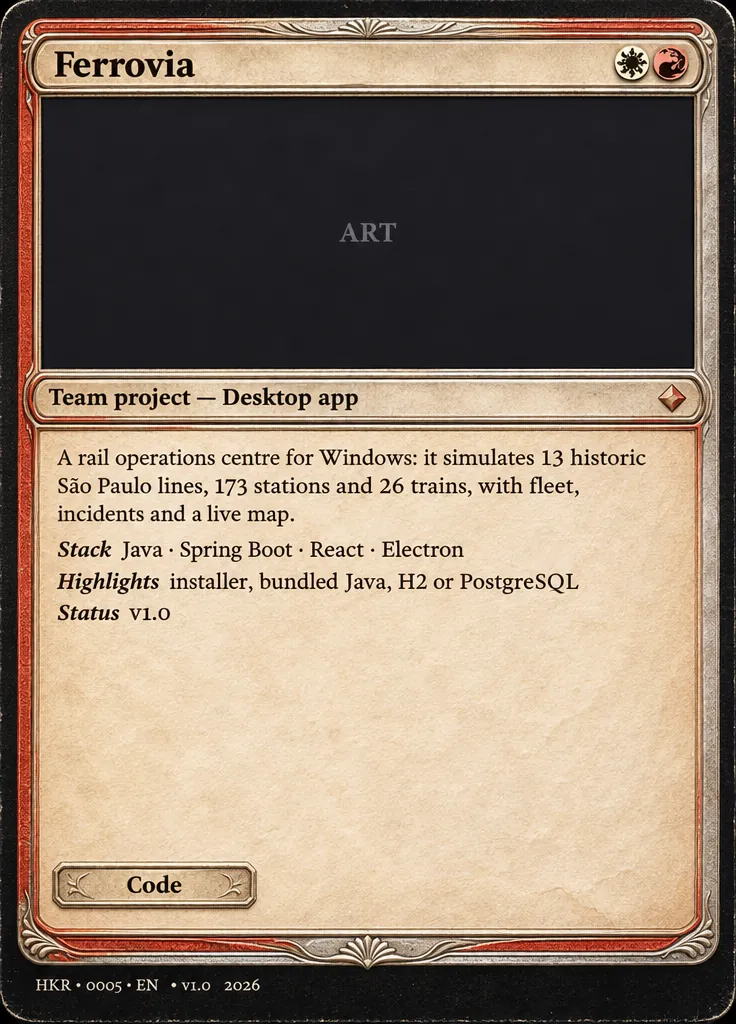 Ferrovia
ART
Team project — Desktop app
A rail operations centre for Windows: it simulates 13 historic
São Paulo lines, 173 stations and 26 trains, with fleet,
incidents and a live map.
Stack Java · Spring Boot · React · Electron
Highlights installer, bundled Java, H2 or PostgreSQL
Status v1.0
Code
HKR • 0005 • EN • v1.0 2026